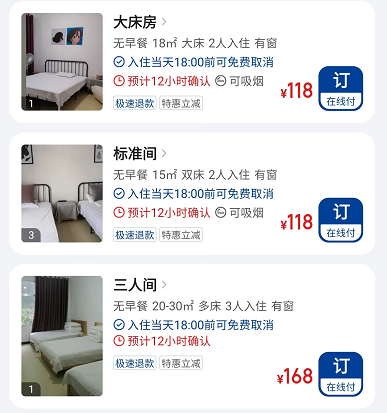 大床房
无早餐 18㎡ 大床 2人入住 有窗
入住当天18:00前可免费取消
预计12小时确认 可吸烟
极速退款 特惠立减
¥118
订
在线付
1
标准间
无早餐 15㎡ 双床 2人入住 有窗
入住当天18:00前可免费取消
预计12小时确认 可吸烟
极速退款 特惠立减
¥118
订
在线付
3
三人间
无早餐 20-30㎡ 多床 3人入住 有窗
入住当天18:00前可免费取消
预计12小时确认
极速退款 特惠立减
¥168
订
在线付
1